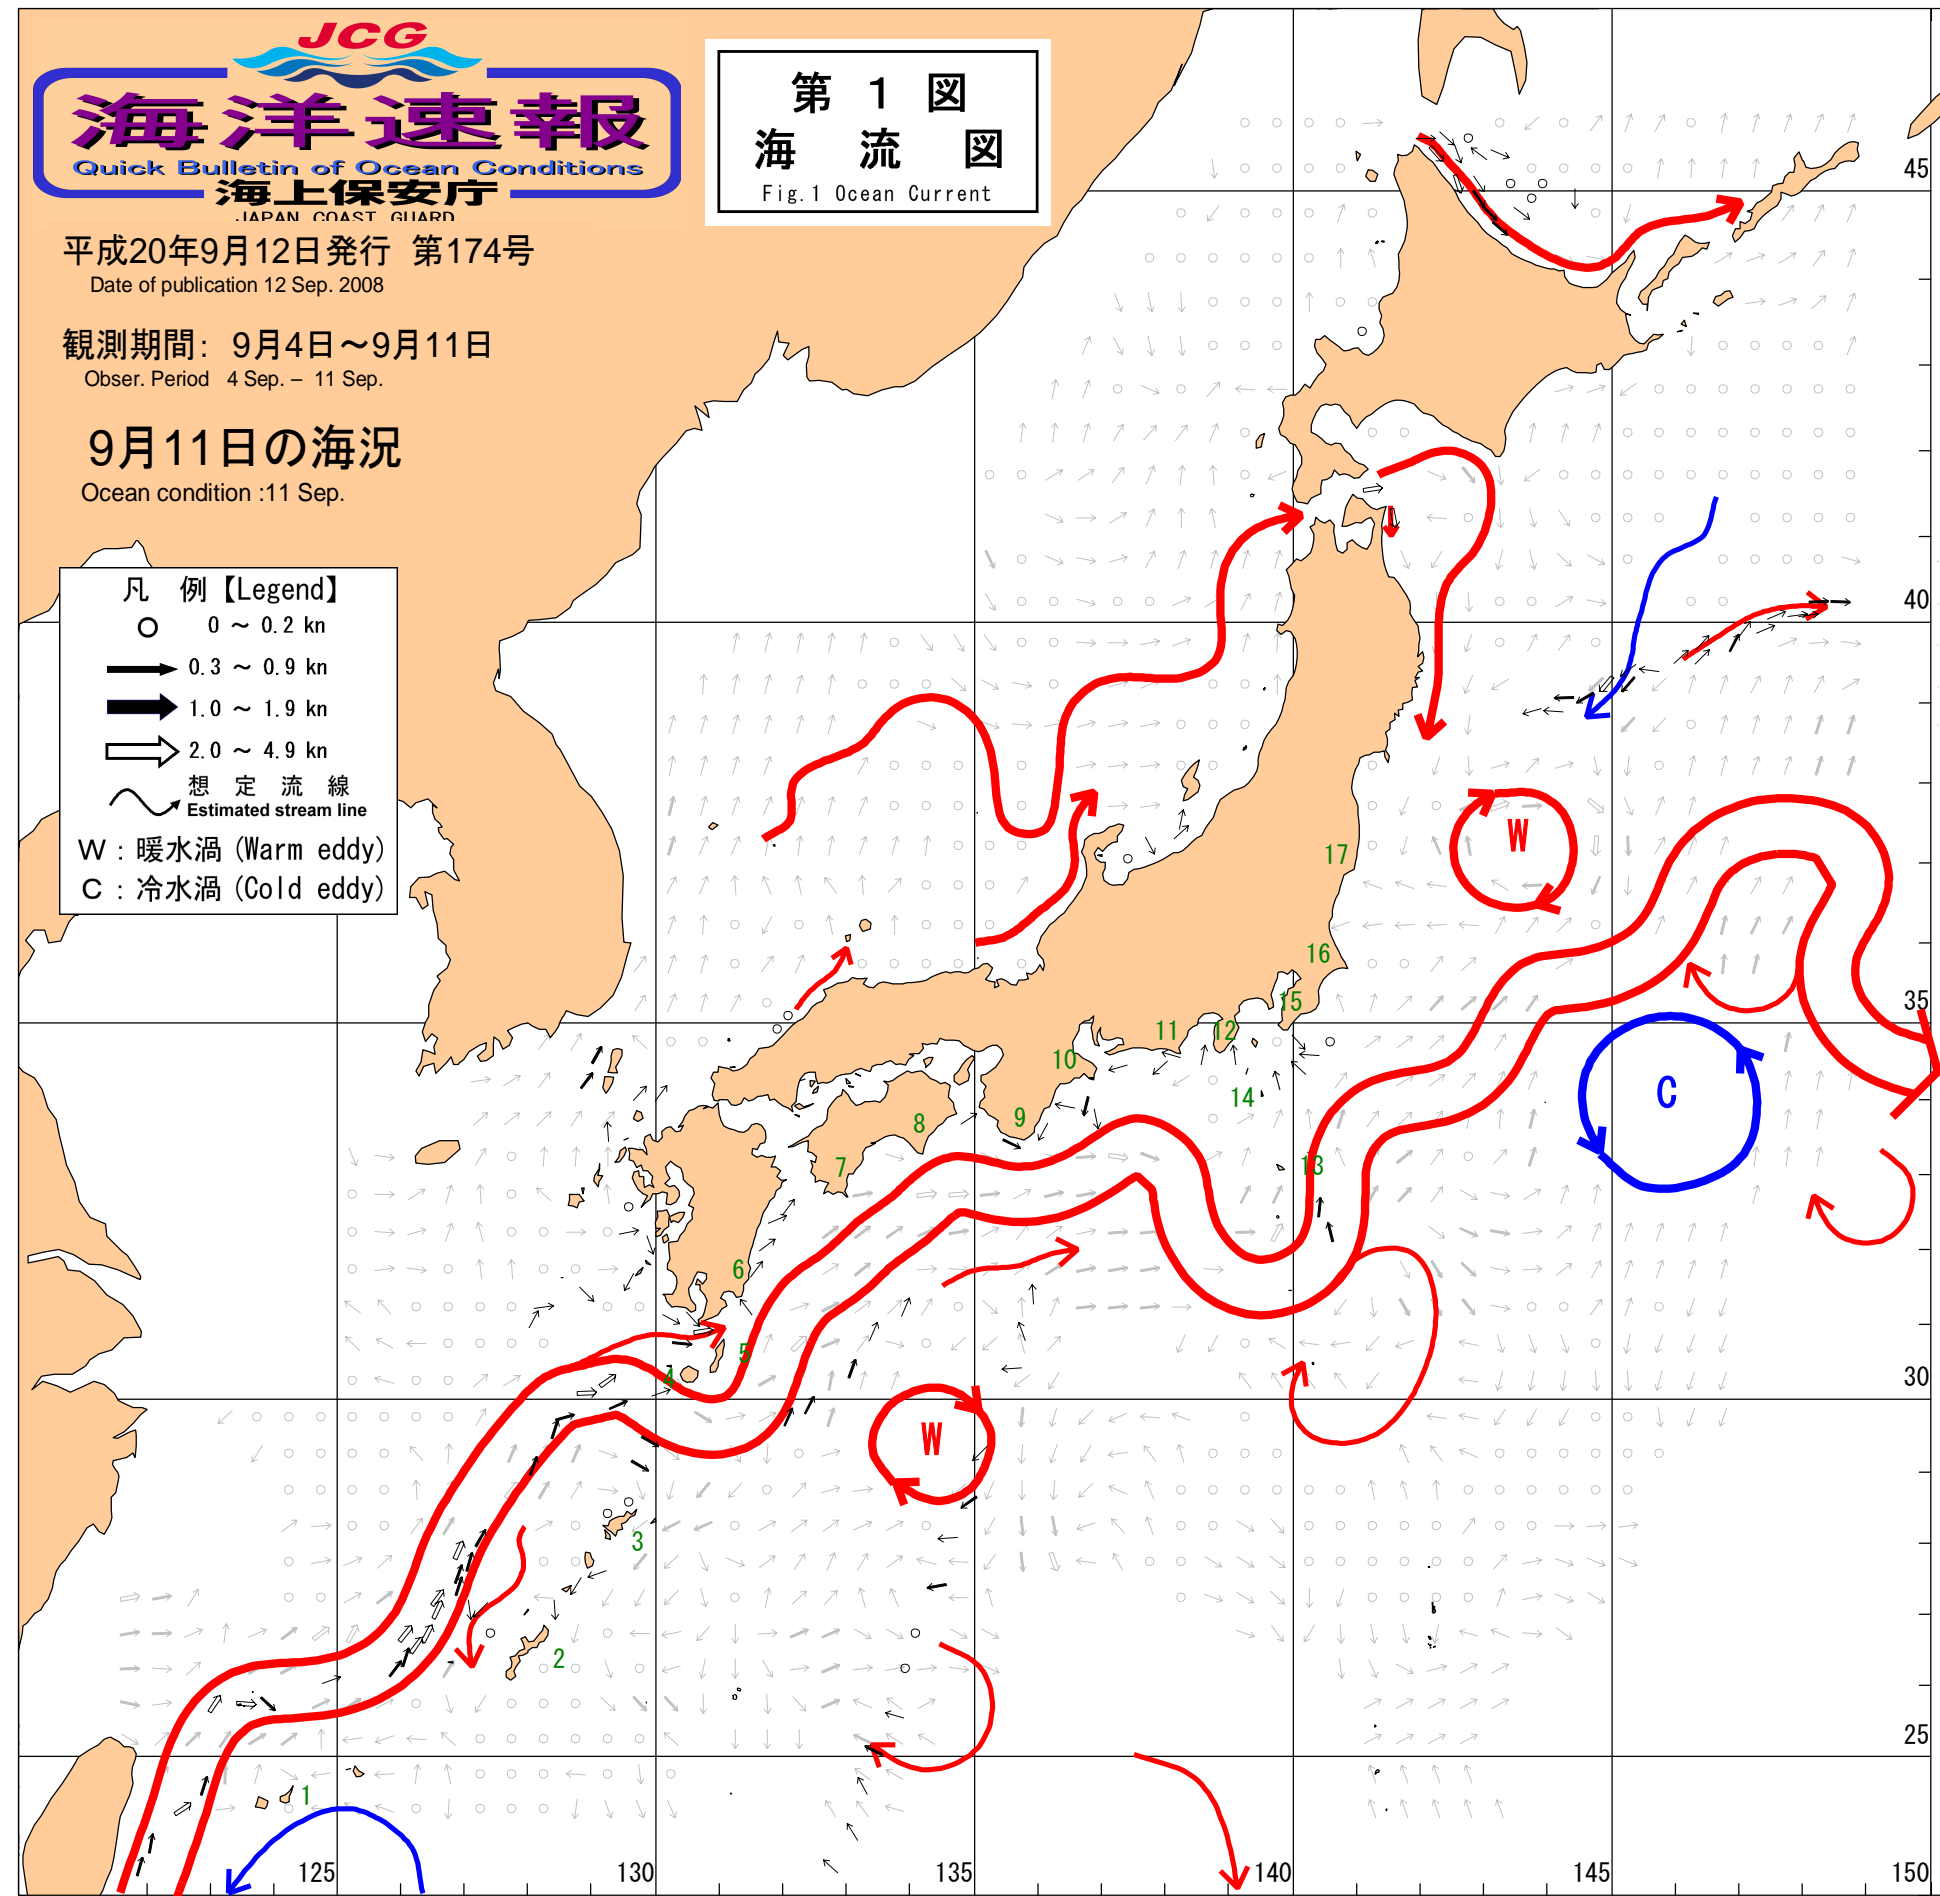 JCG
海洋速報
Quick Bulletin of Ocean Conditions
海上保安庁
JAPAN COAST GUARD
第 1 図
海 流 図
Fig.1 Ocean Current
平成20年9月12日発行 第174号
Date of publication 12 Sep. 2008
観測期間: 9月4日~9月11日
Obser. Period 4 Sep. – 11 Sep.
9月11日の海況
Ocean condition :11 Sep.
凡 例【Legend】
0 ~ 0.2 kn
0.3 ~ 0.9 kn
1.0 ~ 1.9 kn
2.0 ~ 4.9 kn
想 定 流 線
Estimated stream line
W : 暖水渦 (Warm eddy)
C : 冷水渦 (Cold eddy)
45
40
17
W
16
35
15
11
12
10
14
C
9
8
7
13
6
5
4
30
W
3
2
25
1
125
130
135
140
145
150